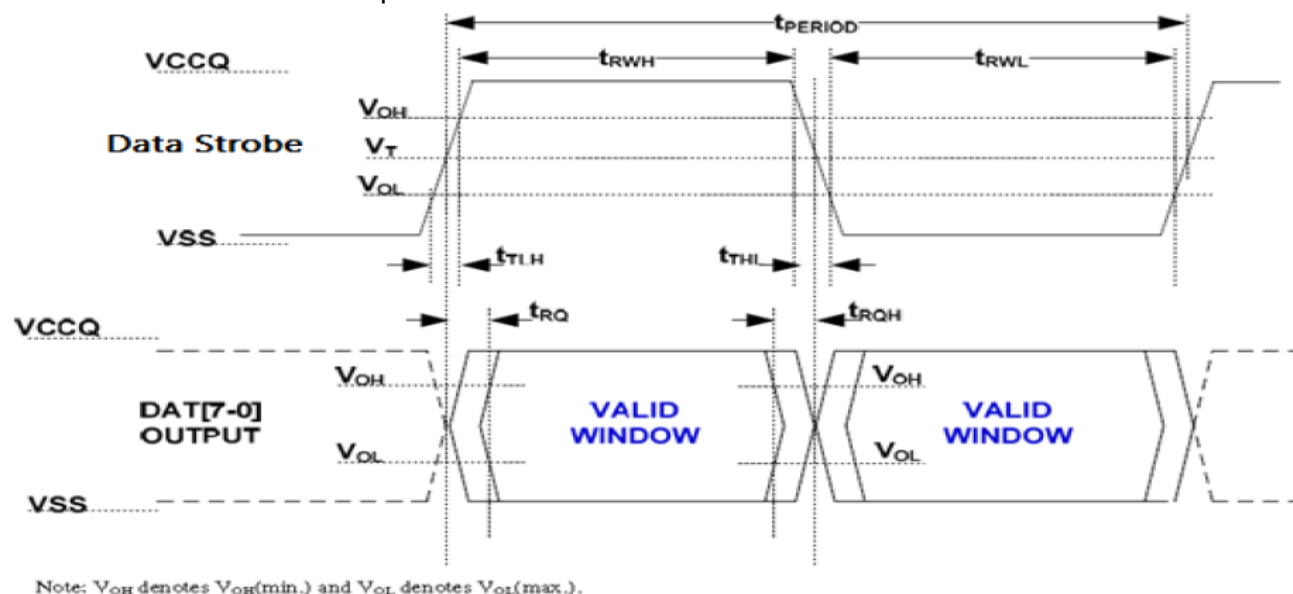 tPERIOD
VCCQ
tRWH
tRWL
VOH
Data Strobe
VT
VOL
VSS
tTLH
tTHL
tRQ
tRQH
VCCQ
VOH
VOH
DAT[7-0]
OUTPUT
VALID
WINDOW
VALID
WINDOW
VOL
VOL
VSS
Note: VOH denotes VOH(min.) and VOL denotes VOL(max.).